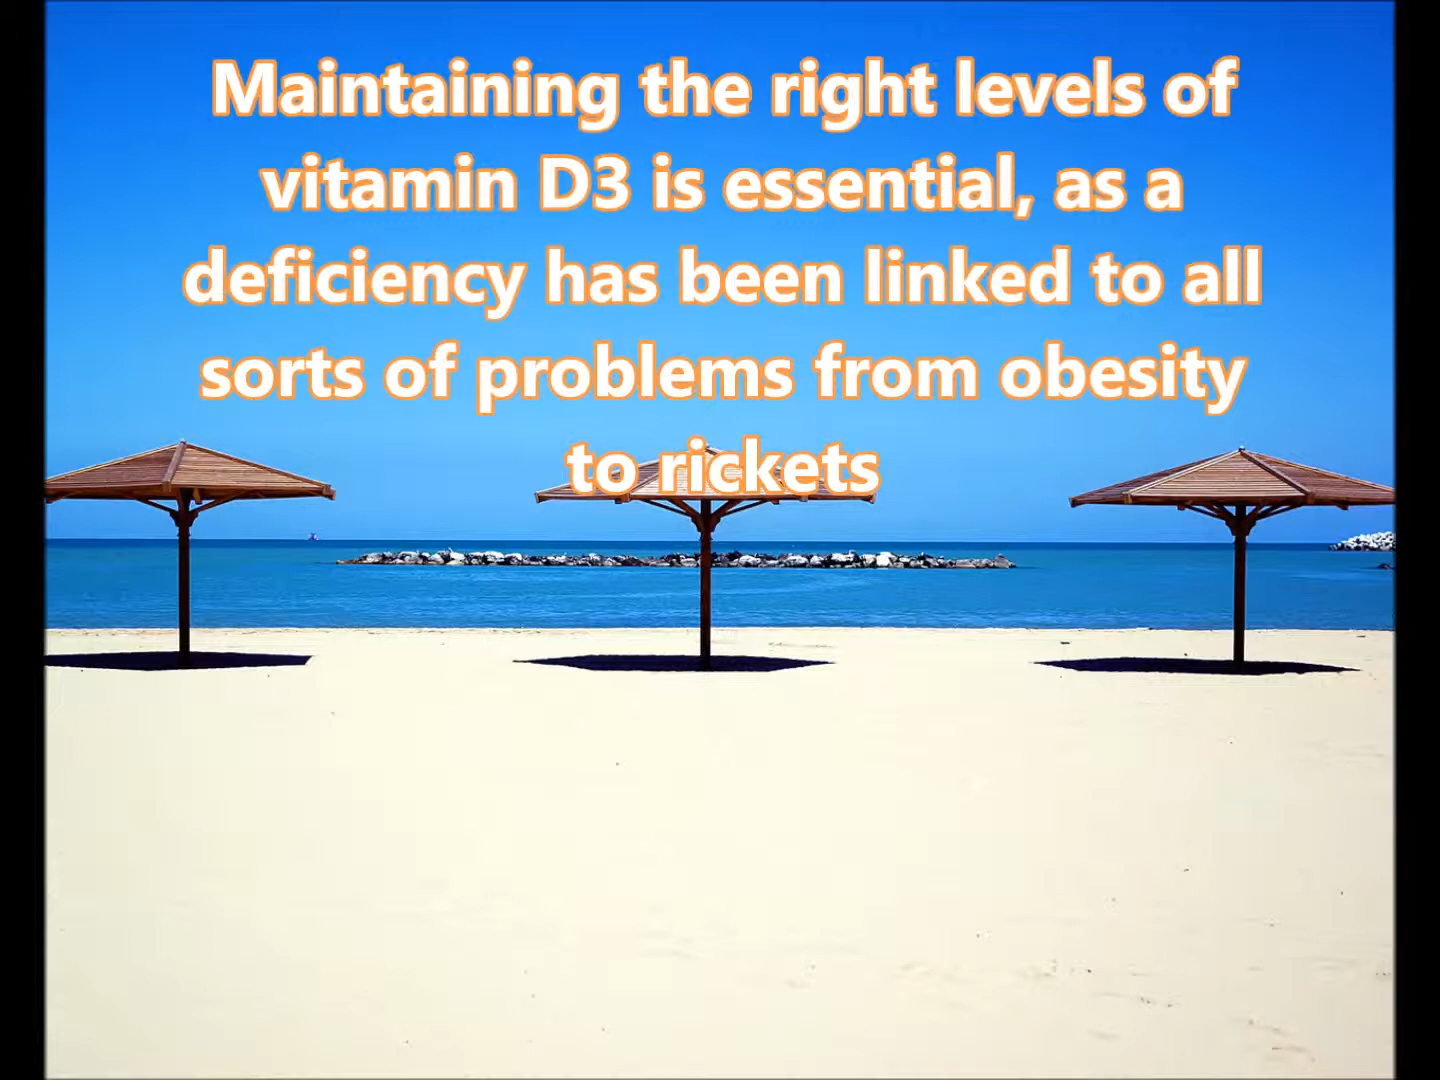 Maintaining the right levels of
vitamin D3 is essential, as a
deficiency has been linked to all
sorts of problems from obesity
to rickets